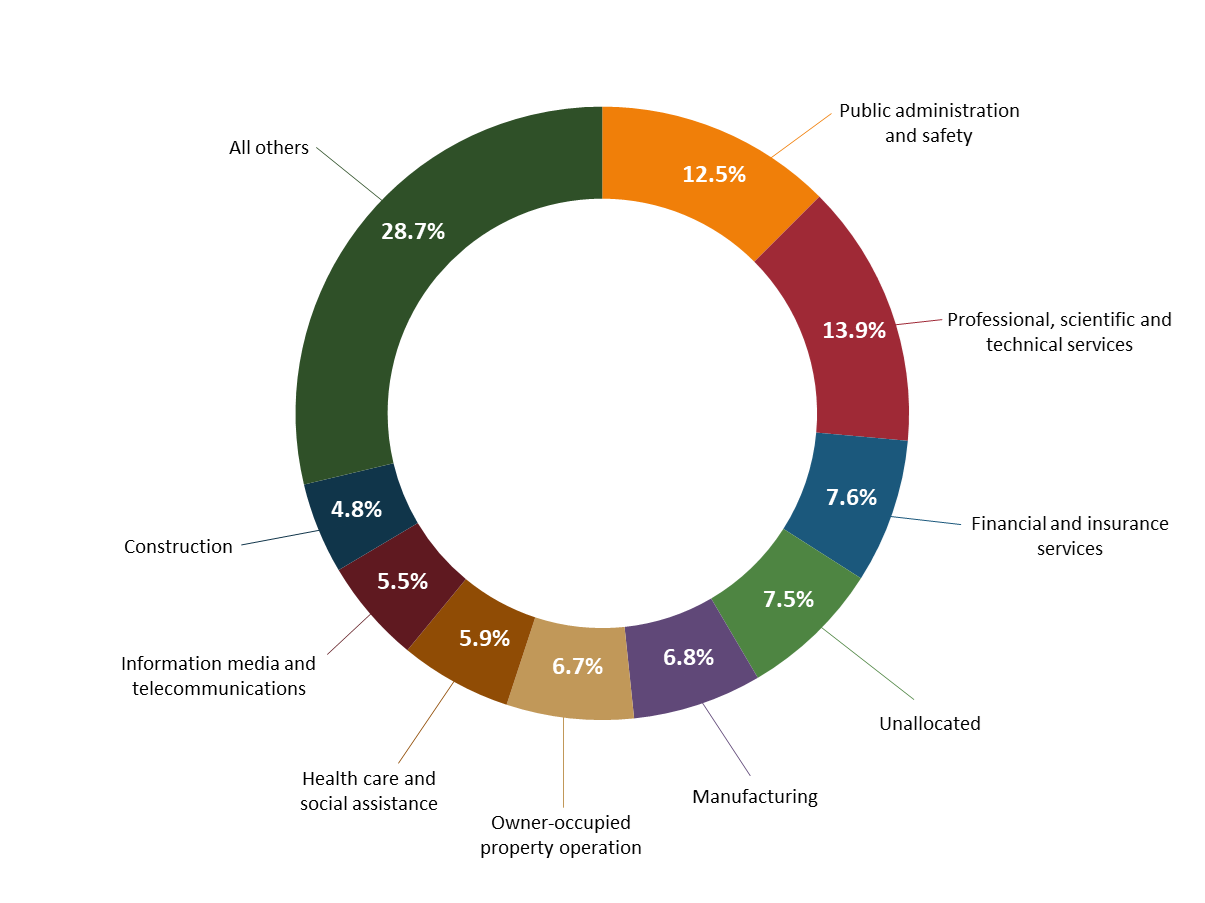 Public administration
and safety
12.5%
Professional, scientific and
technical services
13.9%
Financial and insurance
services
7.6%
Unallocated
7.5%
Manufacturing
6.8%
Owner-occupied
property operation
6.7%
Health care and
social assistance
5.9%
Information media and
telecommunications
5.5%
Construction
4.8%
All others
28.7%